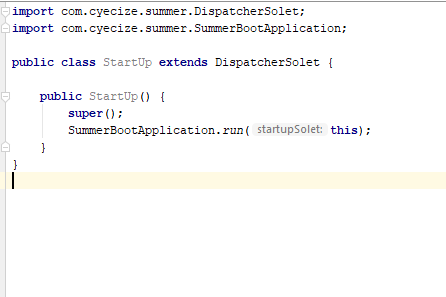 import com.cyecize.summer.DispatcherSolet;
import com.cyecize.summer.SummerBootApplication;
public class StartUp extends DispatcherSolet {
public StartUp() {
super();
SummerBootApplication.run( startupSolet: this);
}
}